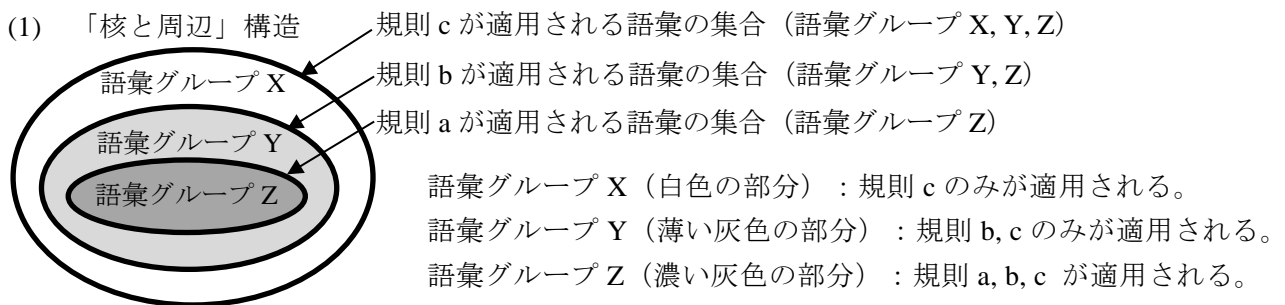 (1) 「核と周辺」構造
規則 c が適用される語彙の集合（語彙グループ X, Y, Z）
語彙グループ X
規則 b が適用される語彙の集合（語彙グループ Y, Z）
語彙グループ Y
規則 a が適用される語彙の集合（語彙グループ Z）
語彙グループ Z
語彙グループ X（白色の部分）：規則 c のみが適用される。
語彙グループ Y（薄い灰色の部分）：規則 b, c のみが適用される。
語彙グループ Z（濃い灰色の部分）：規則 a, b, c が適用される。